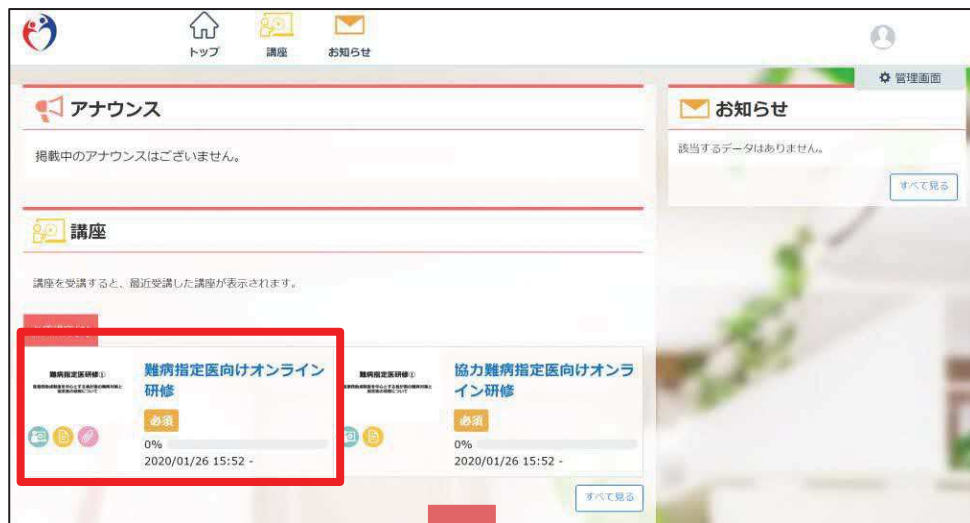 トップ
講座
お知らせ
管理画面
アナウンス
掲載中のアナウンスはございません。
お知らせ
該当するデータはありません。
すべて見る
講座
講座を受講すると、最近受講した講座が表示されます。
難病指定医研修①
難病指定医向けオンライン
研修
必須
0%
2020/01/26 15:52 -
難病指定医研修①
協力難病指定医向けオンラ
イン研修
必須
0%
2020/01/26 15:52 -
すべて見る